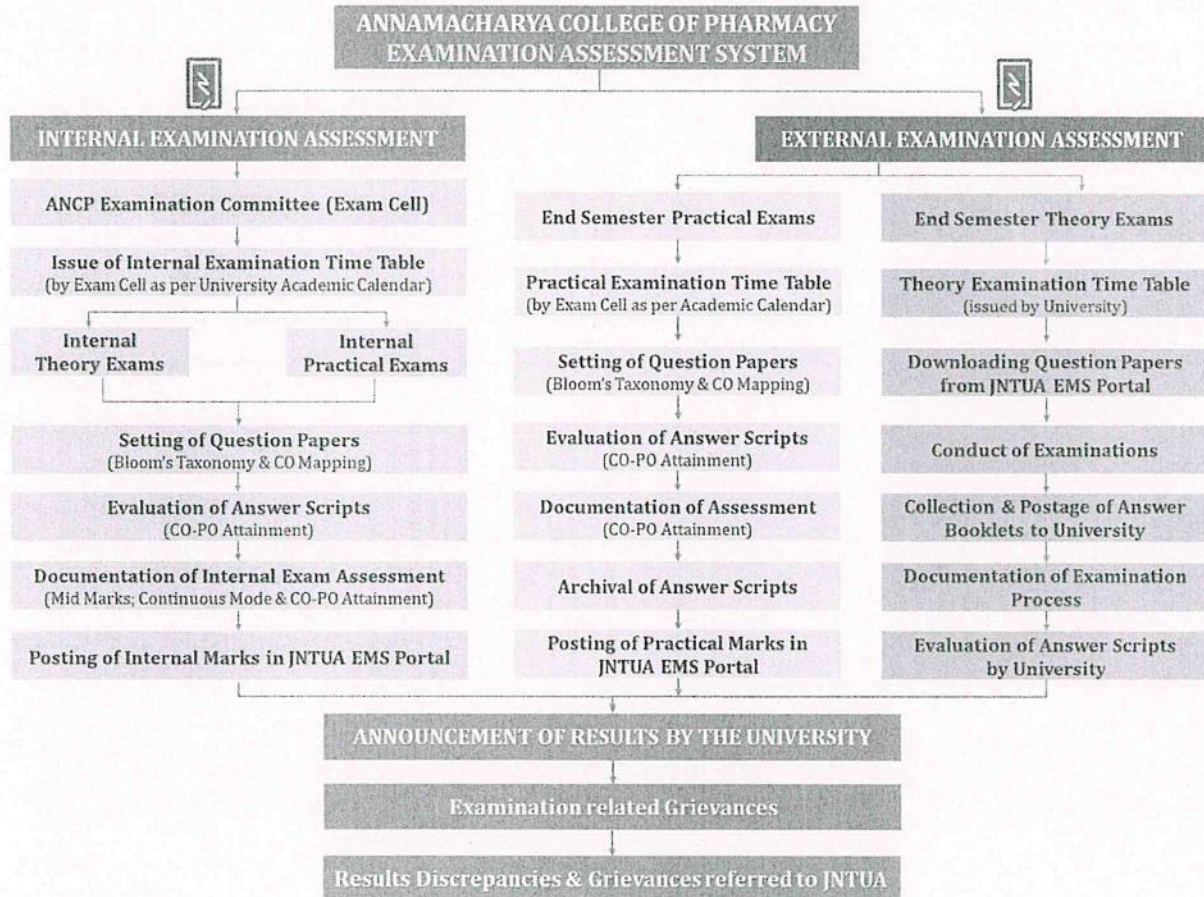 ANNAMACHARYA COLLEGE OF PHARMACY
EXAMINATION ASSESSMENT SYSTEM
INTERNAL EXAMINATION ASSESSMENT
ANCP Examination Committee (Exam Cell)
Issue of Internal Examination Time Table
(by Exam Cell as per University Academic Calendar)
Internal
Theory Exams
Internal
Practical Exams
Setting of Question Papers
(Bloom's Taxonomy & CO Mapping)
Evaluation of Answer Scripts
(CO-PO Attainment)
Documentation of Internal Exam Assessment
(Mid Marks; Continuous Mode & CO-PO Attainment)
Posting of Internal Marks in JNTUA EMS Portal
EXTERNAL EXAMINATION ASSESSMENT
End Semester Practical Exams
Practical Examination Time Table
(by Exam Cell as per Academic Calendar)
Setting of Question Papers
(Bloom's Taxonomy & CO Mapping)
Evaluation of Answer Scripts
(CO-PO Attainment)
Documentation of Assessment
(CO-PO Attainment)
Archival of Answer Scripts
Posting of Practical Marks in
JNTUA EMS Portal
End Semester Theory Exams
Theory Examination Time Table
(issued by University)
Downloading Question Papers
from JNTUA EMS Portal
Conduct of Examinations
Collection & Postage of Answer
Booklets to University
Documentation of Examination
Process
Evaluation of Answer Scripts
by University
ANNOUNCEMENT OF RESULTS BY THE UNIVERSITY
Examination related Grievances
Results Discrepancies & Grievances referred to JNTUA